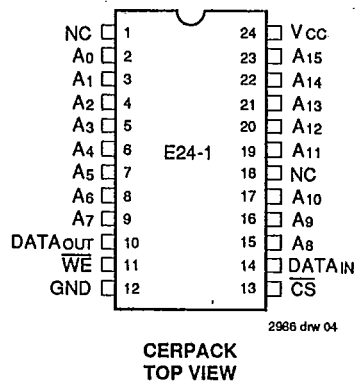 NC 1 24 VCC
A0 2 23 A15
A1 3 22 A14
A2 4 21 A13
A3 5 20 A12
A4 6 E24-1 19 A11
A5 7 18 NC
A6 8 17 A10
A7 9 16 A9
DATAOUT 10 15 A8
WE 11 14 DATAIN
GND 12 13 CS
2986 drw 04
CERPACK
TOP VIEW